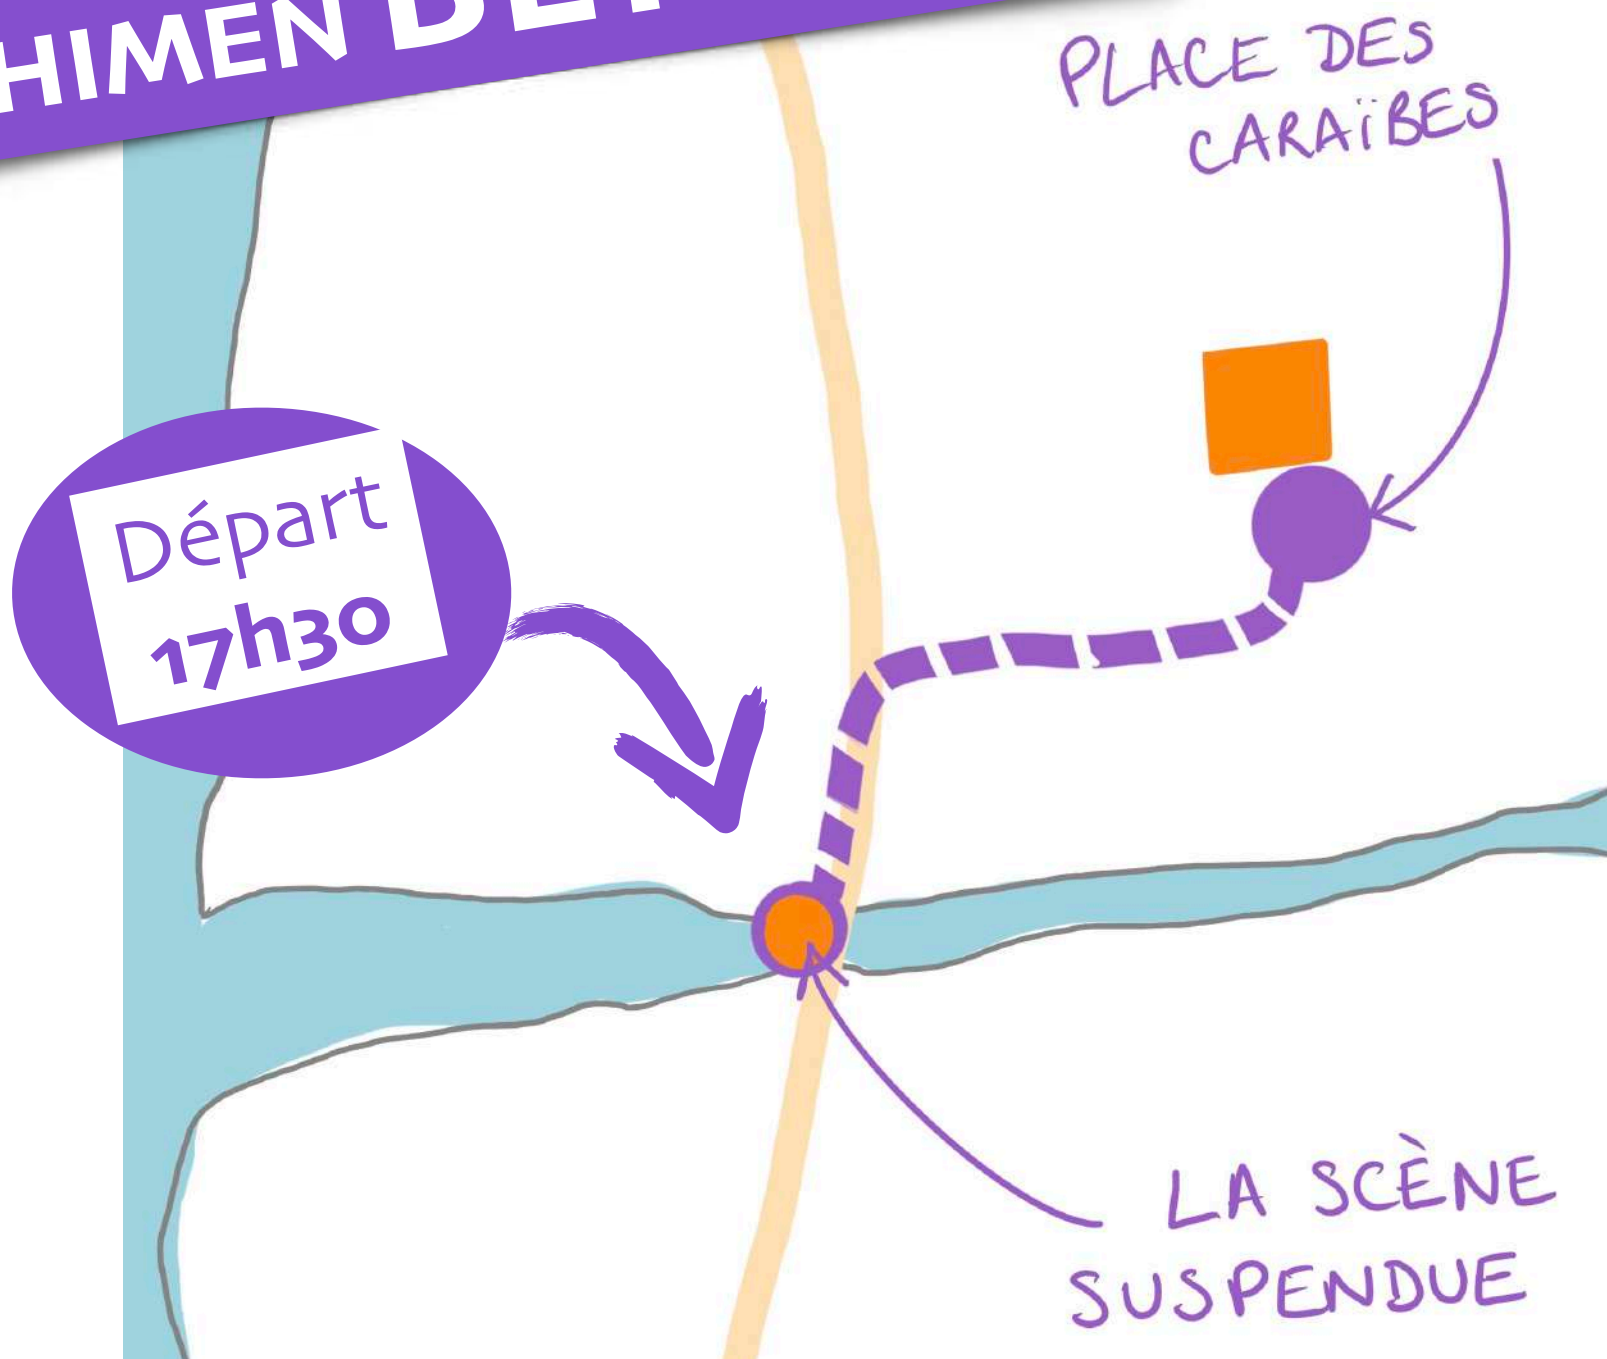 HIMEN
PLACE DES
CARAÏBES
Départ
17h30
LA SCÈNE
SUSPENDUE